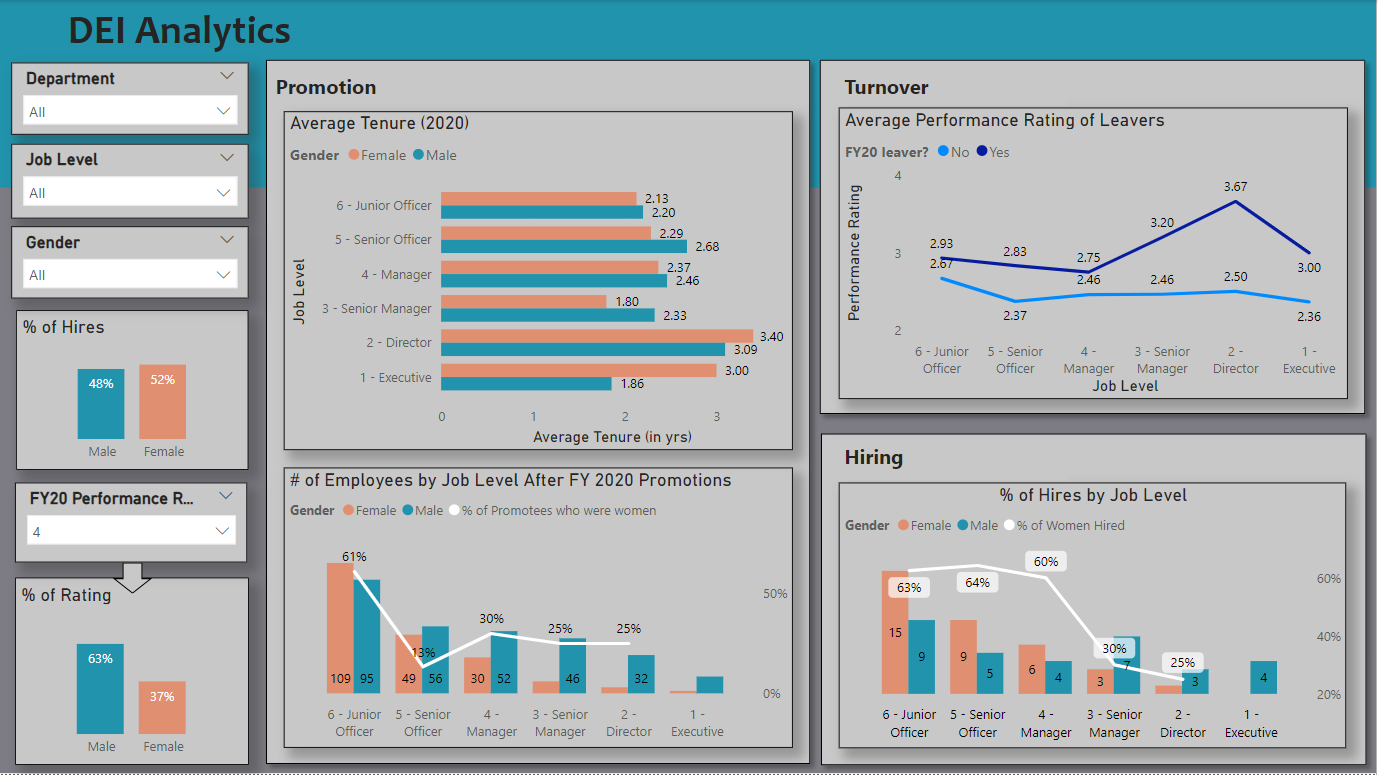 DEI Analytics
Department
All
Job Level
All
Gender
All
% of Hires
48%
52%
Male
Female
FY20 Performance R...
4
% of Rating
63%
37%
Male
Female
Promotion
Average Tenure (2020)
Gender Female Male
Job Level
6 - Junior Officer
2.13
2.20
5 - Senior Officer
2.29
2.68
4 - Manager
2.37
2.46
3 - Senior Manager
1.80
2.33
2 - Director
3.40
3.09
1 - Executive
3.00
1.86
0 1 2 3
Average Tenure (in yrs)
# of Employees by Job Level After FY 2020 Promotions
Gender Female Male % of Promotees who were women
61%
13%
30%
25%
25%
50%
0%
109 95 49 56 30 52 46 32
6 - Junior Officer
5 - Senior Officer
4 - Manager
3 - Senior Manager
2 - Director
1 - Executive
Turnover
Average Performance Rating of Leavers
FY20 leaver? No Yes
Performance Rating
4
3
2
2.93
2.83
2.75
3.20
3.67
3.00
2.67
2.37
2.46
2.46
2.50
2.36
6 - Junior Officer
5 - Senior Officer
4 - Manager
3 - Senior Manager
2 - Director
1 - Executive
Job Level
Hiring
% of Hires by Job Level
Gender Female Male % of Women Hired
63%
64%
60%
30%
25%
60%
40%
20%
15 9 9 5 6 4 3 7 3 4
6 - Junior Officer
5 - Senior Officer
4 - Manager
3 - Senior Manager
2 - Director
1 - Executive